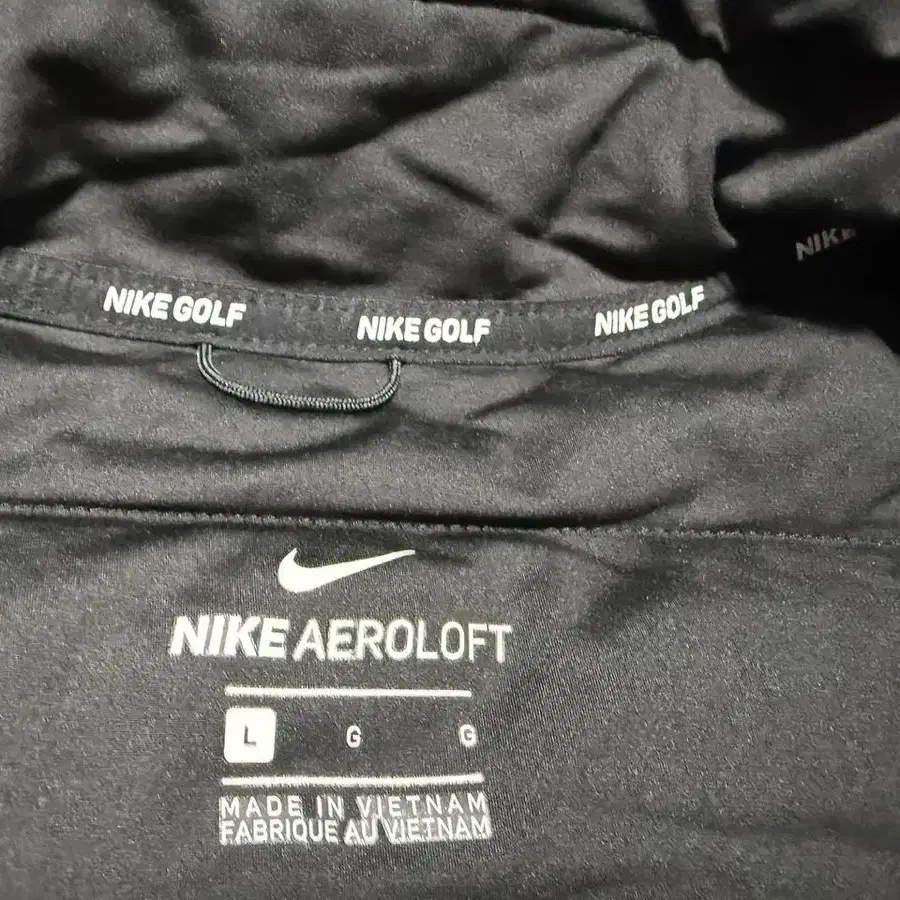 NIKE
NIKE GOLF NIKE GOLF NIKE GOLF
NIKE AEROLOFT
L G G
MADE IN VIETNAM
FABRIQUE AU VIETNAM